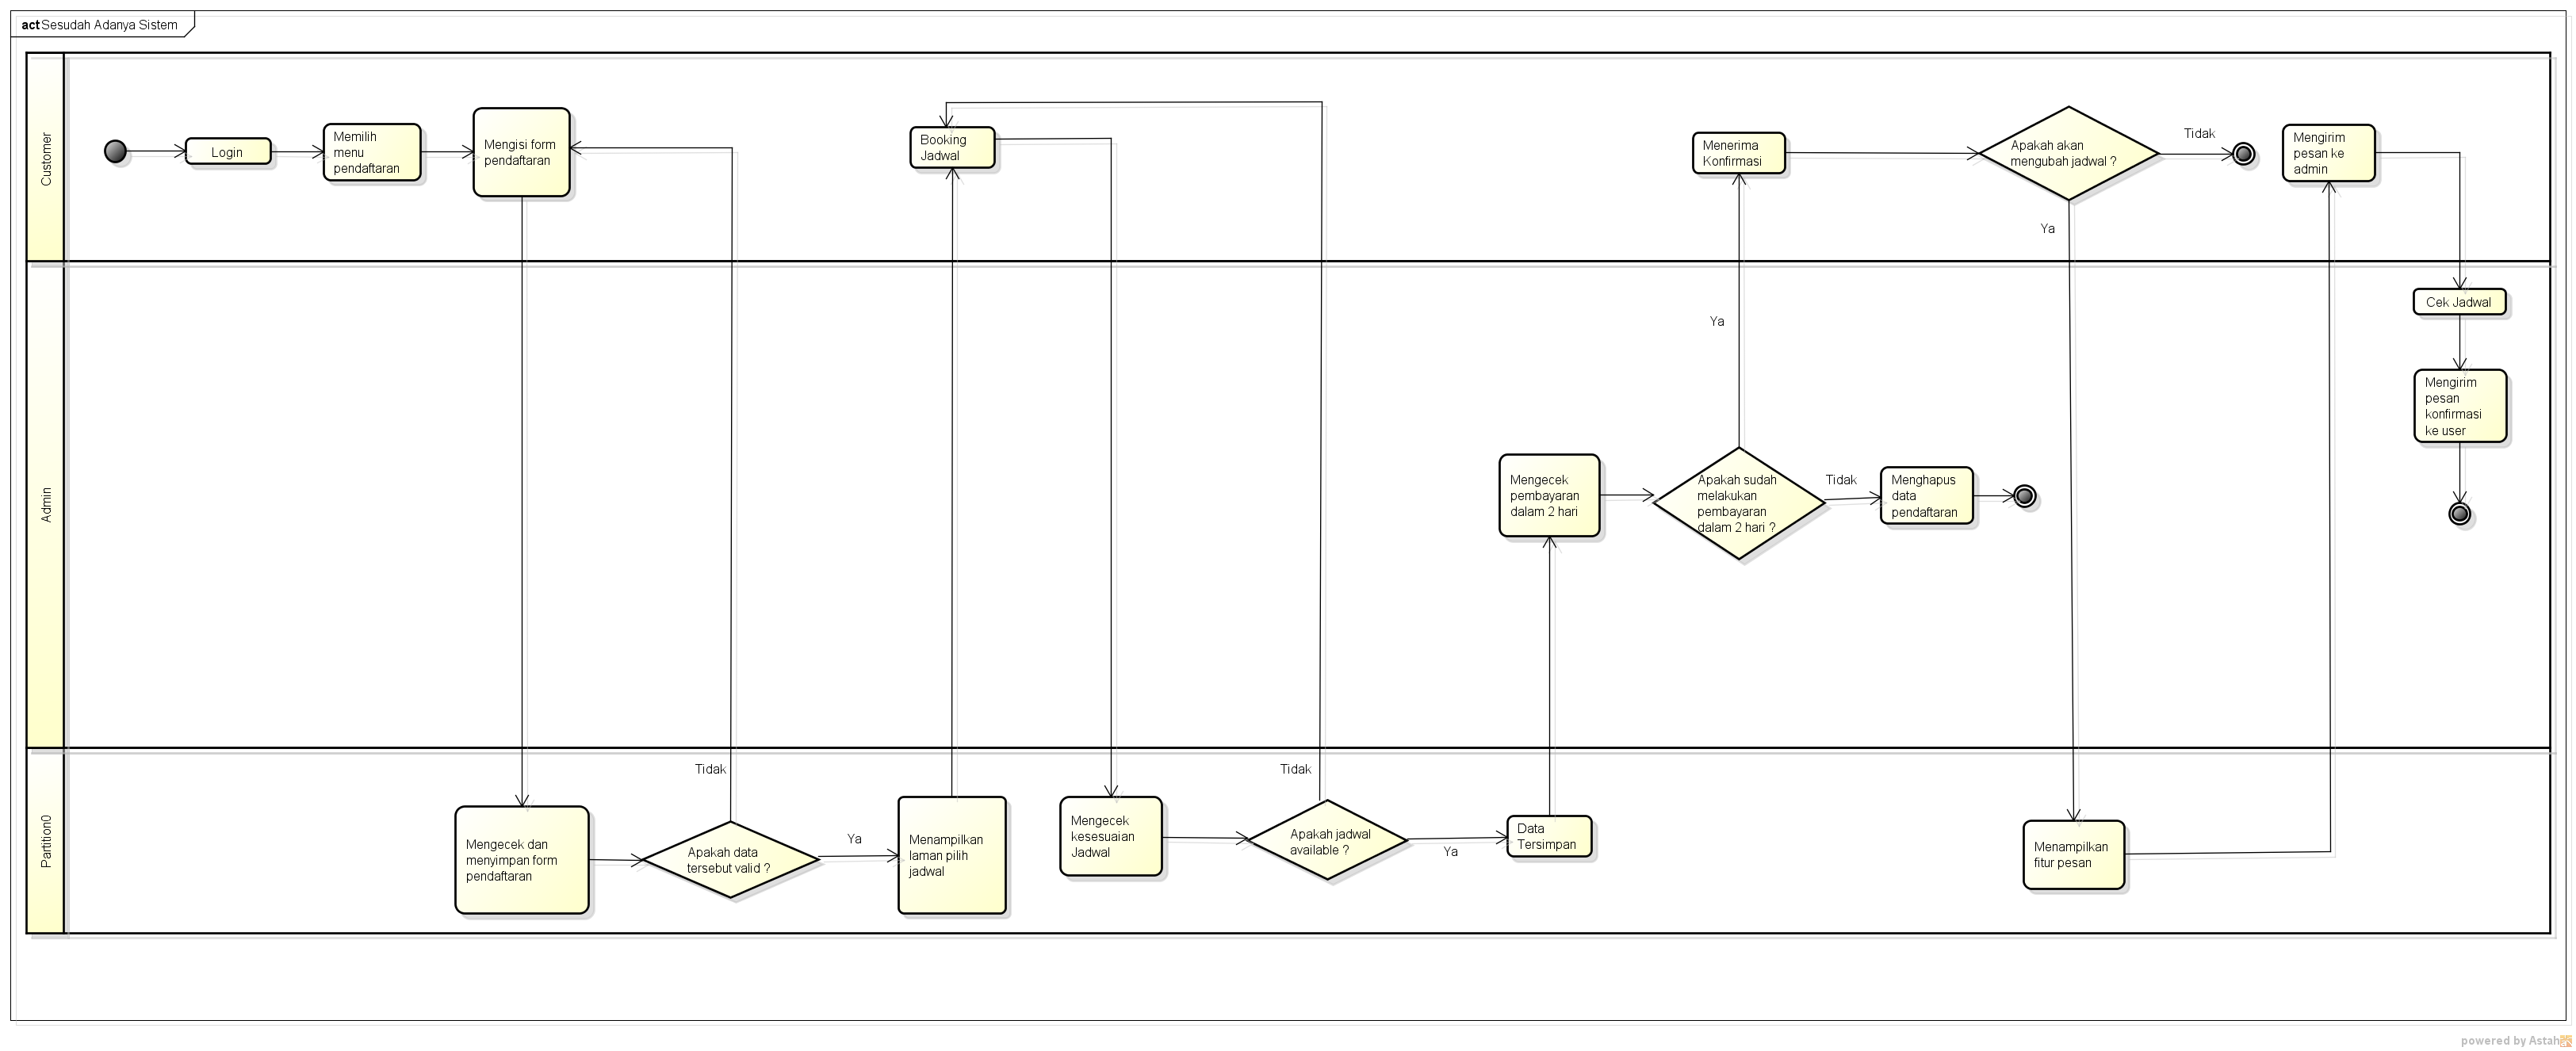 act Sesudah Adanya Sistem
Customer
Login
Memilih
menu
pendaftaran
Mengisi form
pendaftaran
Booking
Jadwal
Menerima
Konfirmasi
Apakah akan
mengubah jadwal ?
Tidak
Ya
Mengirim
pesan ke
admin
Admin
Cek Jadwal
Mengirim
pesan
konfirmasi
ke user
Ya
Mengecek
pembayaran
dalam 2 hari
Apakah sudah
melakukan
pembayaran
dalam 2 hari ?
Tidak
Menghapus
data
pendaftaran
Partition0
Mengecek dan
menyimpan form
pendaftaran
Tidak
Apakah data
tersebut valid ?
Ya
Menampilkan
laman pilih
jadwal
Mengecek
kesesuaian
Jadwal
Tidak
Apakah jadwal
available ?
Ya
Data
Tersimpan
Menampilkan
fitur pesan
powered by Astah